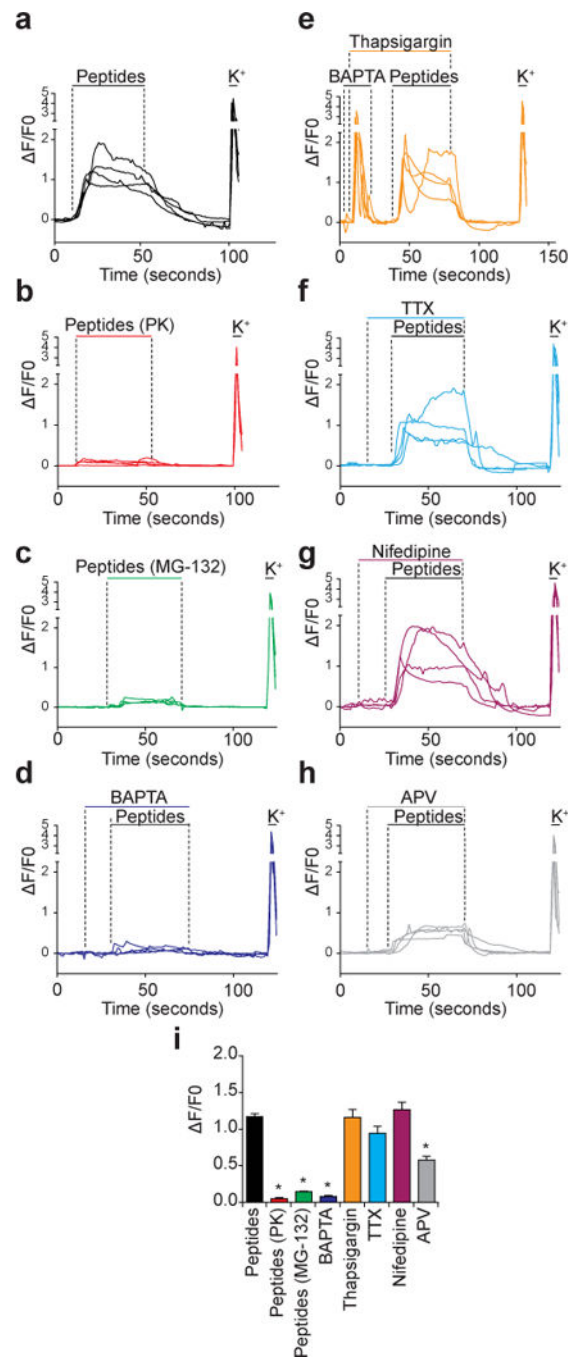 a
Peptides
K⁺
5
4
3
2
1
0
ΔF/F0
0 50 100
Time (seconds)
e
Thapsigargin
BAPTA Peptides
K⁺
5
4
3
2
1
0
ΔF/F0
0 50 100 150
Time (seconds)
b
Peptides (PK)
K⁺
5
4
3
2
1
0
ΔF/F0
0 50 100
Time (seconds)
f
TTX
Peptides
K⁺
5
4
3
2
1
0
ΔF/F0
0 50 100
Time (seconds)
c
Peptides (MG-132)
K⁺
5
4
3
2
1
0
ΔF/F0
0 50 100
Time (seconds)
g
Nifedipine
Peptides
K⁺
5
4
3
2
1
0
ΔF/F0
0 50 100
Time (seconds)
d
BAPTA
Peptides
K⁺
5
4
3
2
1
0
ΔF/F0
0 50 100
Time (seconds)
h
APV
Peptides
K⁺
5
4
3
2
1
0
ΔF/F0
0 50 100
Time (seconds)
i
2.0
1.5
1.0
0.5
0.0
ΔF/F0
* * * *
Peptides
Peptides (PK)
Peptides (MG-132)
BAPTA
Thapsigargin
TTX
Nifedipine
APV